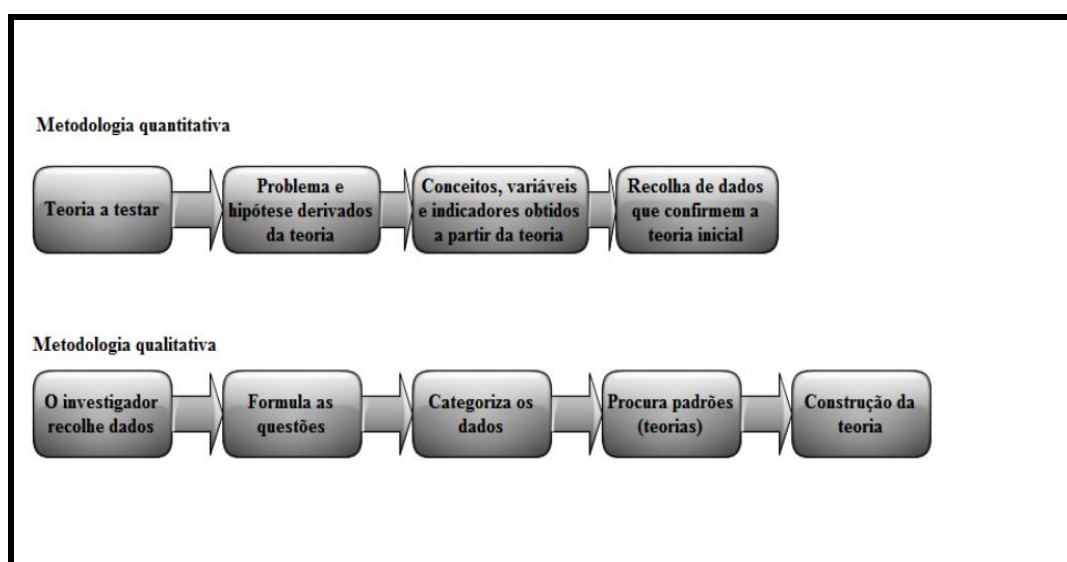 Metodologia quantitativa
Teoria a testar
Problema e
hipótese derivados
da teoria
Conceitos, variáveis
e indicadores obtidos
a partir da teoria
Recolha de dados
que confirmem a
teoria inicial
Metodologia qualitativa
O investigador
recolhe dados
Formula as
questões
Categoriza os
dados
Procura padrões
(teorias)
Construção da
teoria